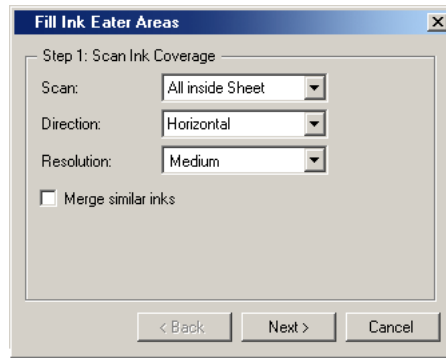 Fill Ink Eater Areas
Step 1: Scan Ink Coverage
Scan: All inside Sheet
Direction: Horizontal
Resolution: Medium
Merge similar inks
< Back Next > Cancel